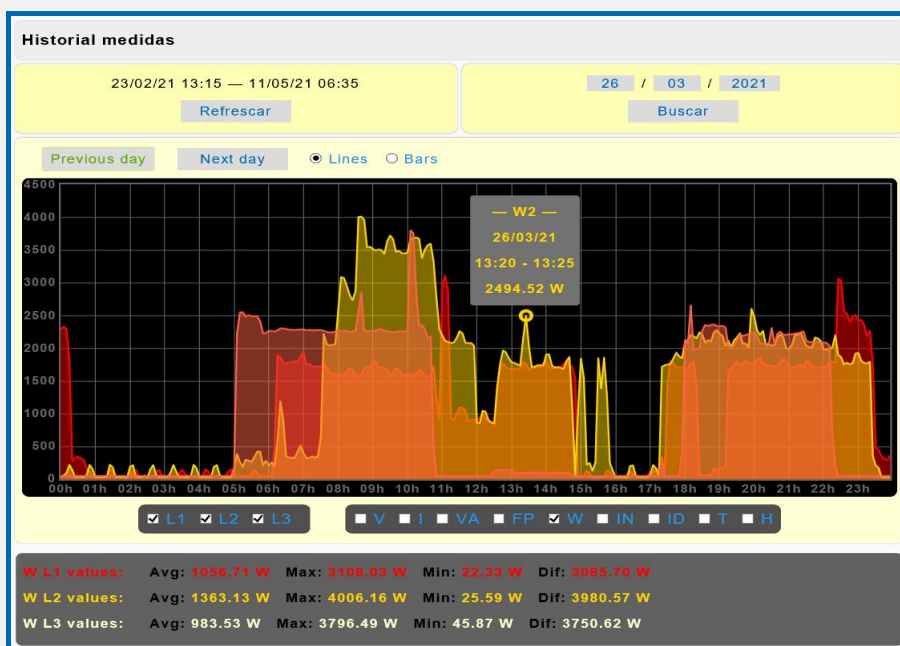 Historial medidas
23/02/21 13:15 — 11/05/21 06:35
26 / 03 / 2021
Refrescar
Buscar
Previous day Next day Lines Bars
4500
4000
3500
3000
2500
2000
1500
1000
500
0
— W2 —
26/03/21
13:20 - 13:25
2494.52 W
00h 01h 02h 03h 04h 05h 06h 07h 08h 09h 10h 11h 12h 13h 14h 15h 16h 17h 18h 19h 20h 21h 22h 23h
L1 L2 L3 V I VA FP W IN ID T H
W L1 values: Avg: 1056.71 W Max: 3108.03 W Min: 22.33 W Dif: 3085.70 W
W L2 values: Avg: 1363.13 W Max: 4006.16 W Min: 25.59 W Dif: 3980.57 W
W L3 values: Avg: 983.53 W Max: 3796.49 W Min: 45.87 W Dif: 3750.62 W